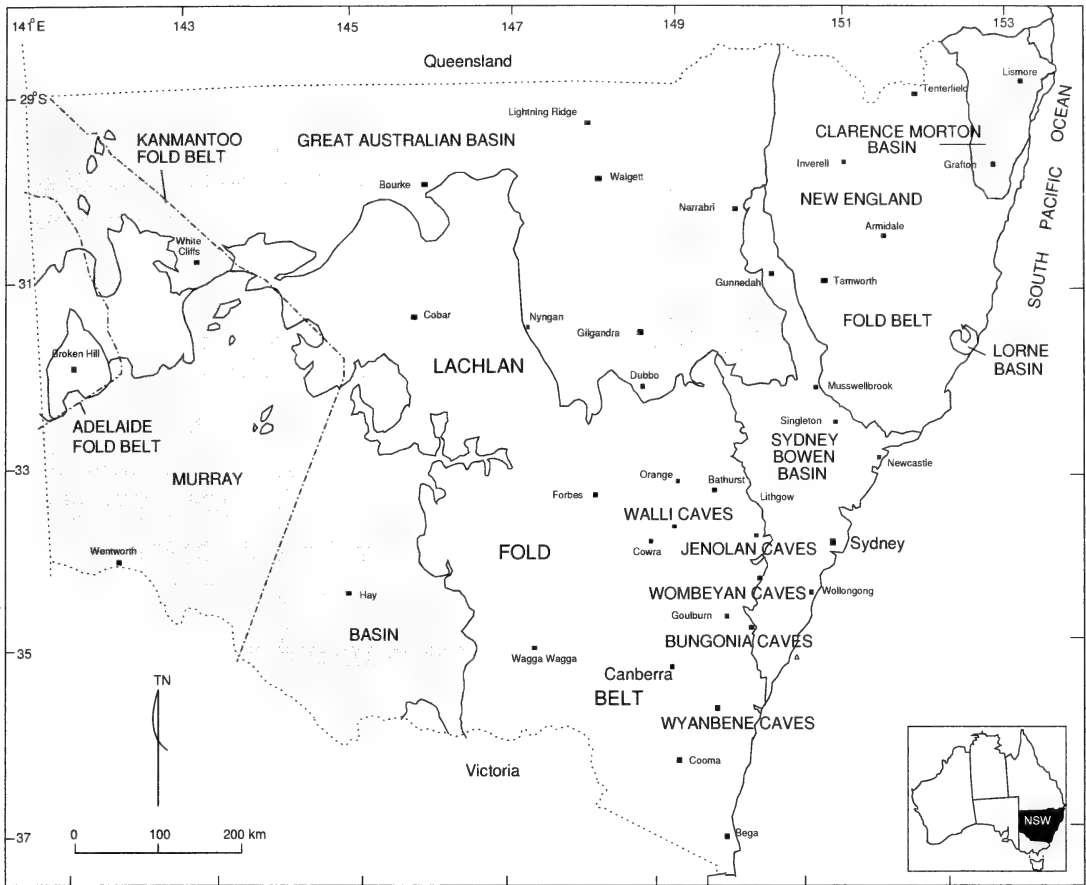 141°E
143
145
147
149
151
153
Queensland
Lismore
Tenterfield
29°S
Lightning Ridge
KANMANTOO
FOLD BELT
GREAT AUSTRALIAN BASIN
CLARENCE MORTON
BASIN
Inverell
Grafton
SOUTH PACIFIC OCEAN
Bourke
Walgett
Narrabri
NEW ENGLAND
Armidale
White
Cliffs
31
Gunnedah
Tamworth
Cobar
Nyngan
Gilgandra
FOLD BELT
LORNE
BASIN
Broken Hill
LACHLAN
Dubbo
Musswellbrook
ADELAIDE
FOLD BELT
Singleton
SYDNEY
BOWEN
BASIN
33
MURRAY
Newcastle
Orange
Bathurst
Forbes
Lithgow
WALLI CAVES
Wentworth
FOLD
Cowra
JENOLAN CAVES
Sydney
Hay
WOMBEYAN CAVES
Wollongong
Goulburn
BASIN
BUNGONIA CAVES
35
Wagga Wagga
Canberra
TN
BELT
WYANBENE CAVES
Cooma
Victoria
NSW
0 100 200 km
37
Bega